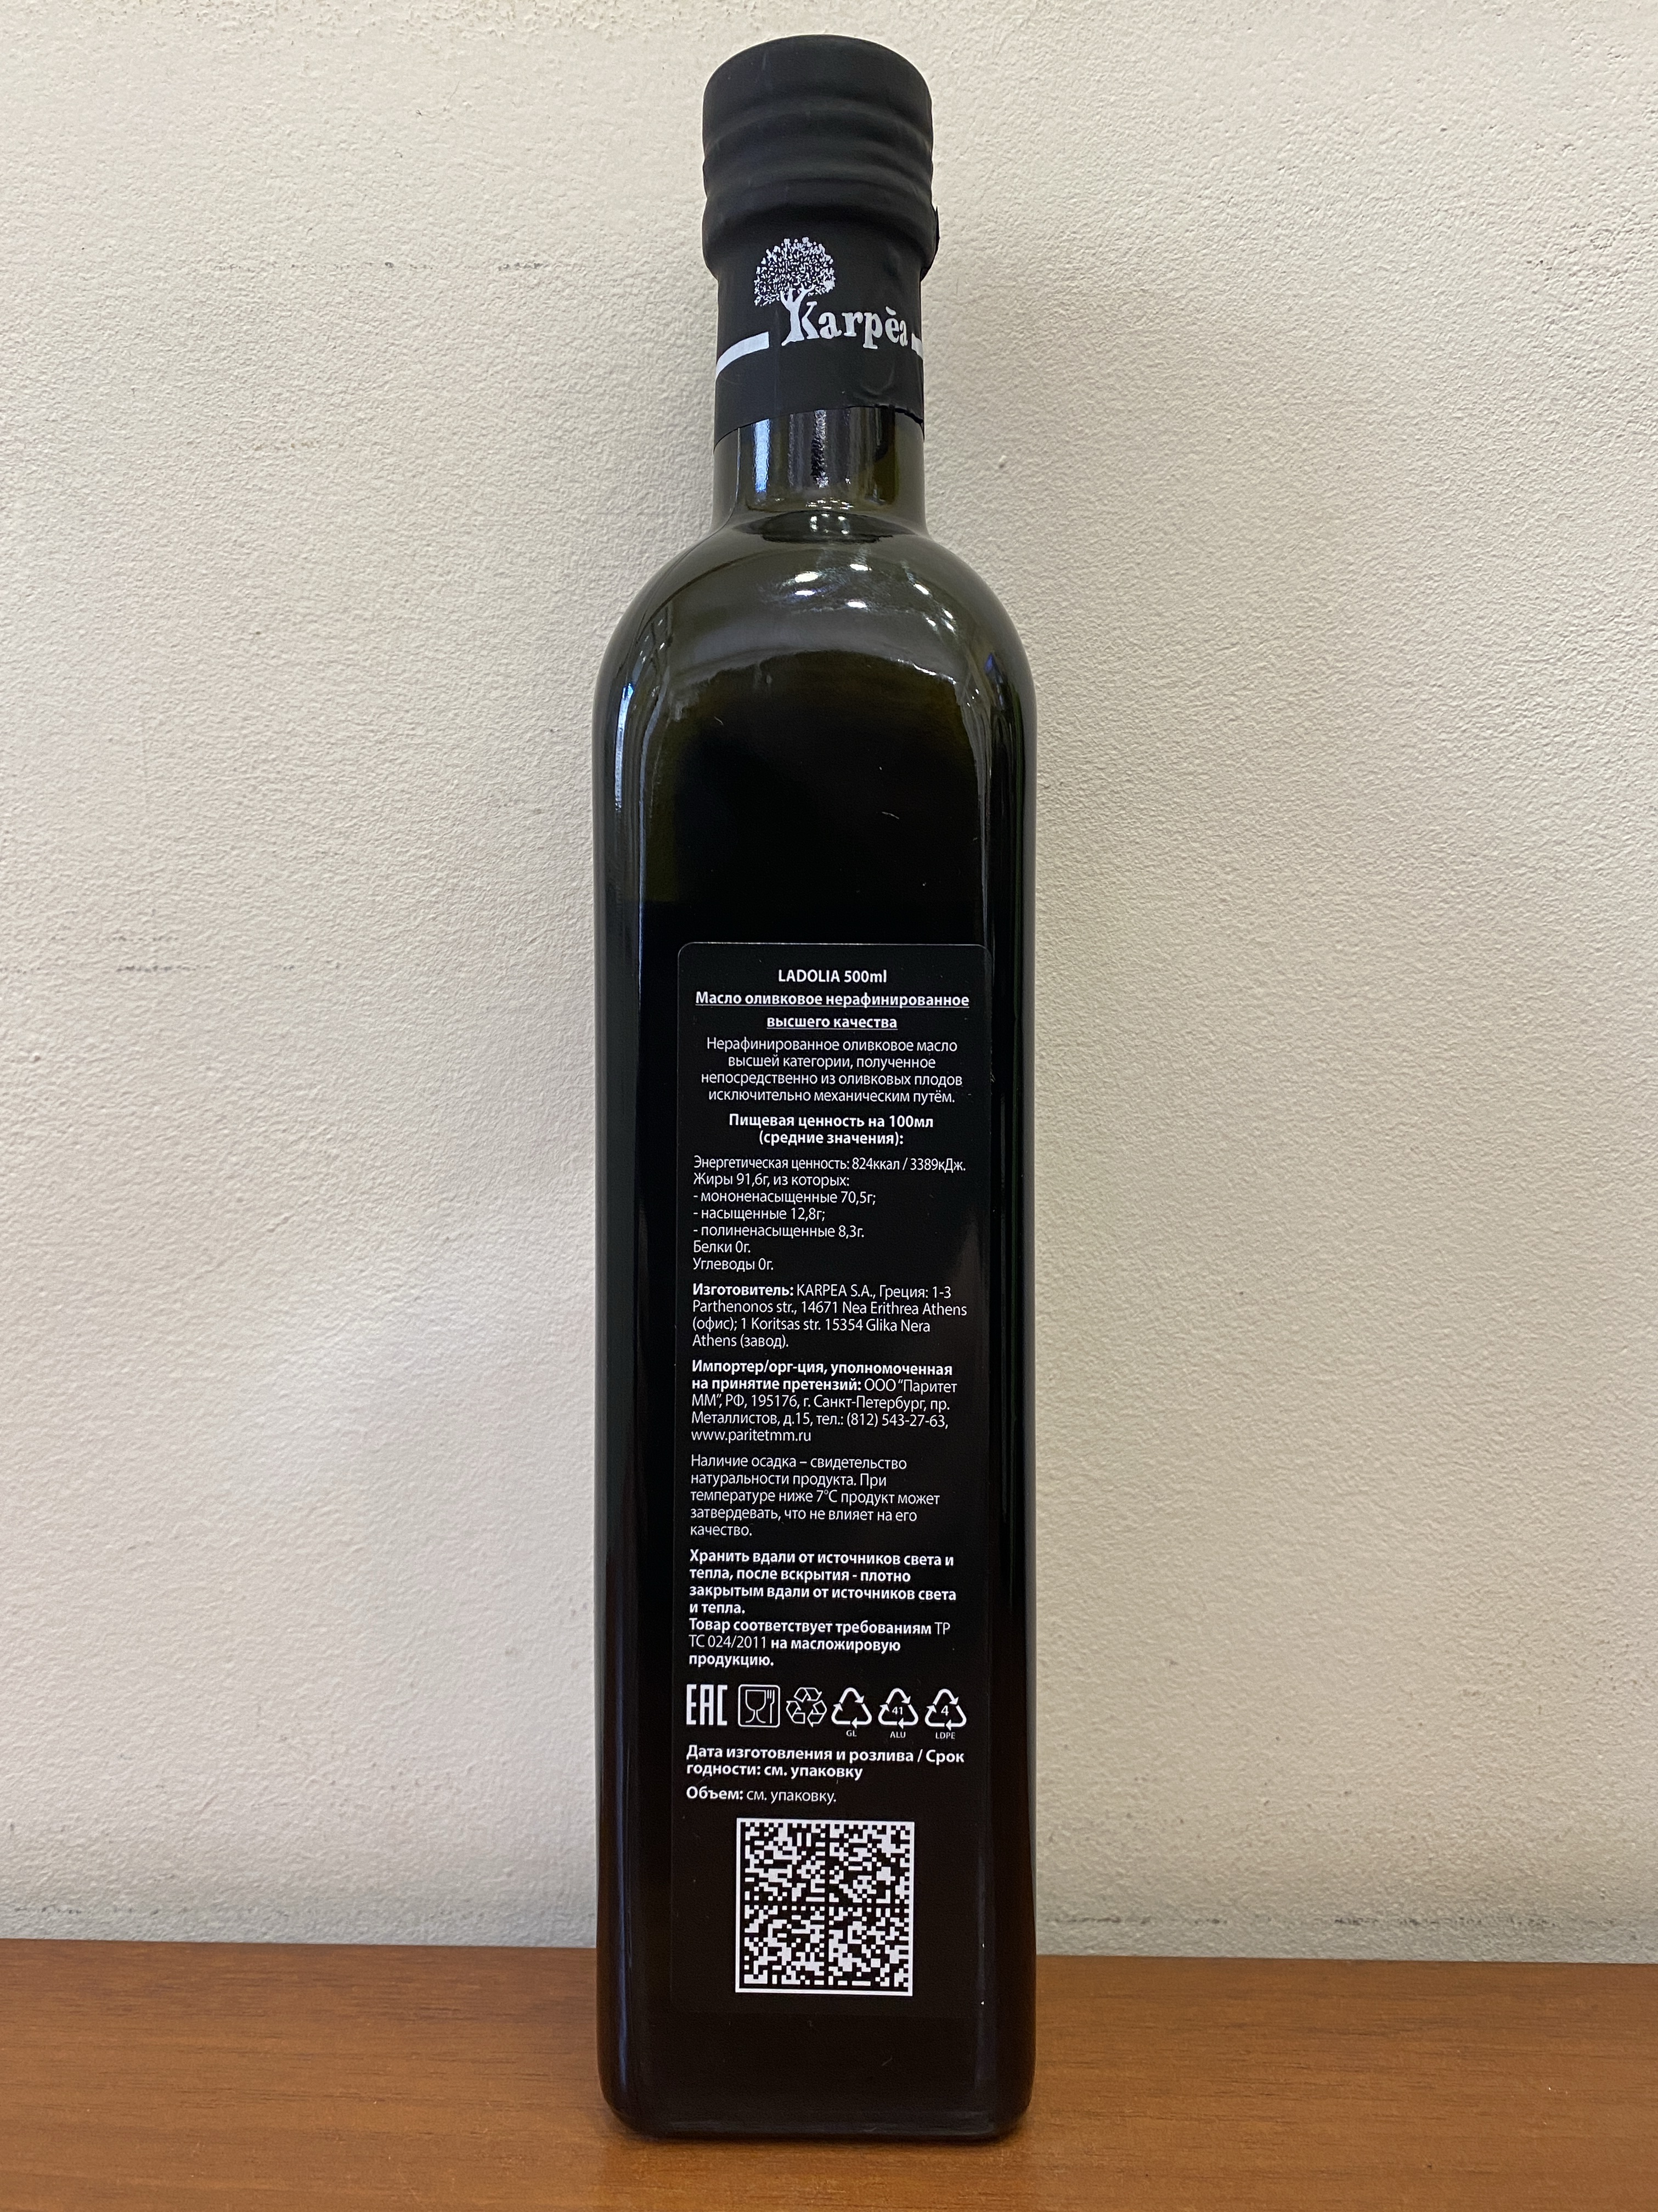 Karpēa
LADOLIA 500ml
Масло оливковое нерафинированное
высшего качества
Нерафинированное оливковое масло
высшей категории, полученное
непосредственно из оливковых плодов
исключительно механическим путём.
Пищевая ценность на 100мл
(средние значения):
Энергетическая ценность: 824ккал / 3389кДж.
Жиры 91,6г, из которых:
- мононенасыщенные 70,5г;
- насыщенные 12,8г;
- полиненасыщенные 8,3г.
Белки 0г.
Углеводы 0г.
Изготовитель: KARPEA S.A., Греция: 1-3
Parthenonos str., 14671 Nea Erithrea Athens
(офис); 1 Koritsas str. 15354 Glika Nera
Athens (завод).
Импортер/орг-ция, уполномоченная
на принятие претензий: ООО “Паритет
ММ”, РФ, 195176, г. Санкт-Петербург, пр.
Металлистов, д.15, тел.: (812) 543-27-63,
www.paritetmm.ru
Наличие осадка – свидетельство
натуральности продукта. При
температуре ниже 7°С продукт может
затвердевать, что не влияет на его
качество.
Хранить вдали от источников света и
тепла, после вскрытия - плотно
закрытым вдали от источников света
и тепла.
Товар соответствует требованиям ТР
ТС 024/2011 на масложировую
продукцию.
EAC 41 4
GL ALU LDPE
Дата изготовления и розлива / Срок
годности: см. упаковку
Объем: см. упаковку.